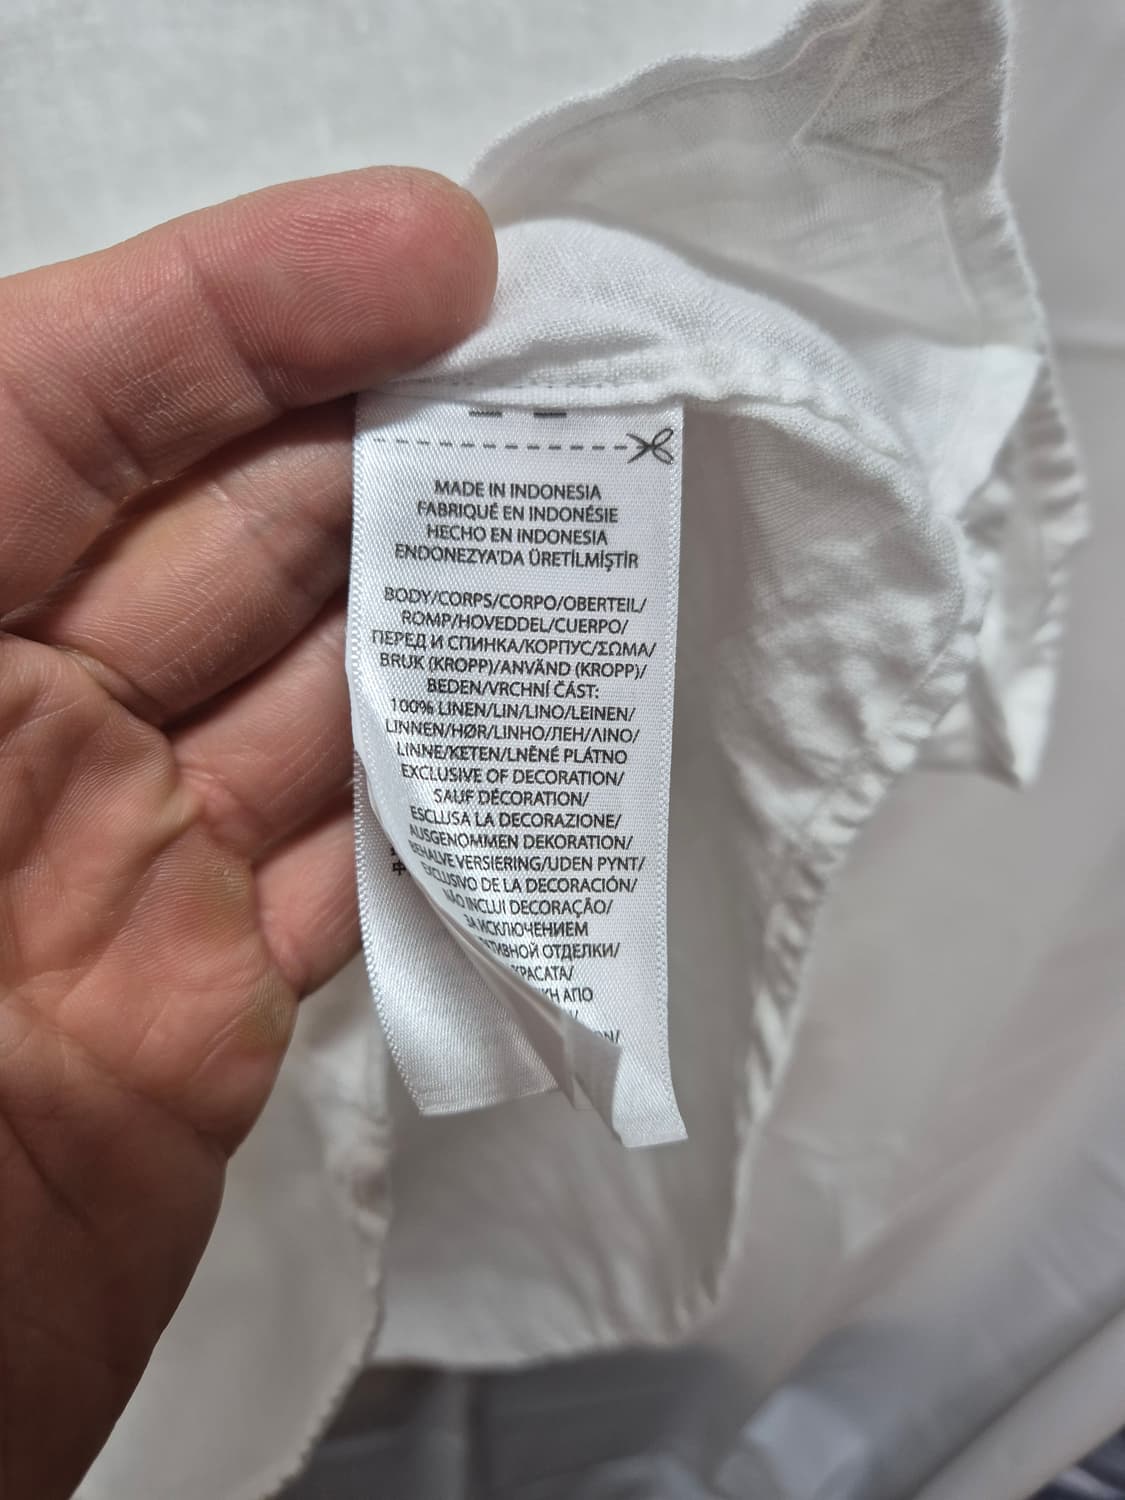 MADE IN INDONESIA
FABRIQUÉ EN INDONÉSIE
HECHO EN INDONESIA
ENDONEZYA'DA ÜRETİLMİŞTİR
BODY/CORPS/CORPO/OBERTEIL/
ROMP/HOVEDDEL/CUERPO/
ПЕРЕД И СПИНКА/КОРПУС/ΣΩΜΑ/
BRUK (KROPP)/ANVÄND (KROPP)/
BEDEN/VRCHNÍ ČÁST:
100% LINEN/LIN/LINO/LEINEN/
LINNEN/HØR/LINHO/ЛЕН/ΛΙΝΟ/
LINNE/KETEN/LNĚNÉ PLÁTNO
EXCLUSIVE OF DECORATION/
SAUF DÉCORATION/
ESCLUSA LA DECORAZIONE/
AUSGENOMMEN DEKORATION/
BEHALVE VERSIERING/UDEN PYNT/
EXCLUSIVO DE LA DECORACIÓN/
NÃO INCLUI DECORAÇÃO/
ЗА ИСКЛЮЧЕНИЕМ
ОТДЕЛКИ/
ΑΠΟ